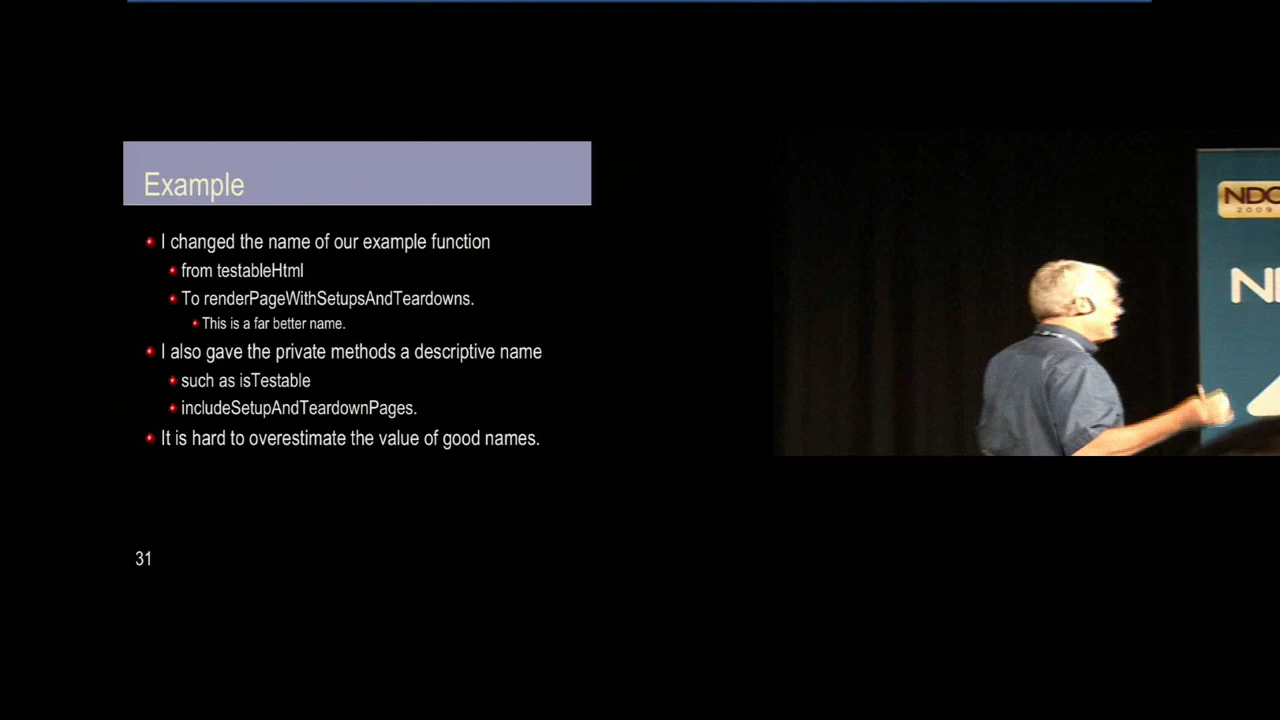 Example
I changed the name of our example function
from testableHtml
To renderPageWithSetupsAndTeardowns.
This is a far better name.
I also gave the private methods a descriptive name
such as isTestable
includeSetupAndTeardownPages.
It is hard to overestimate the value of good names.
31
NDC
2009